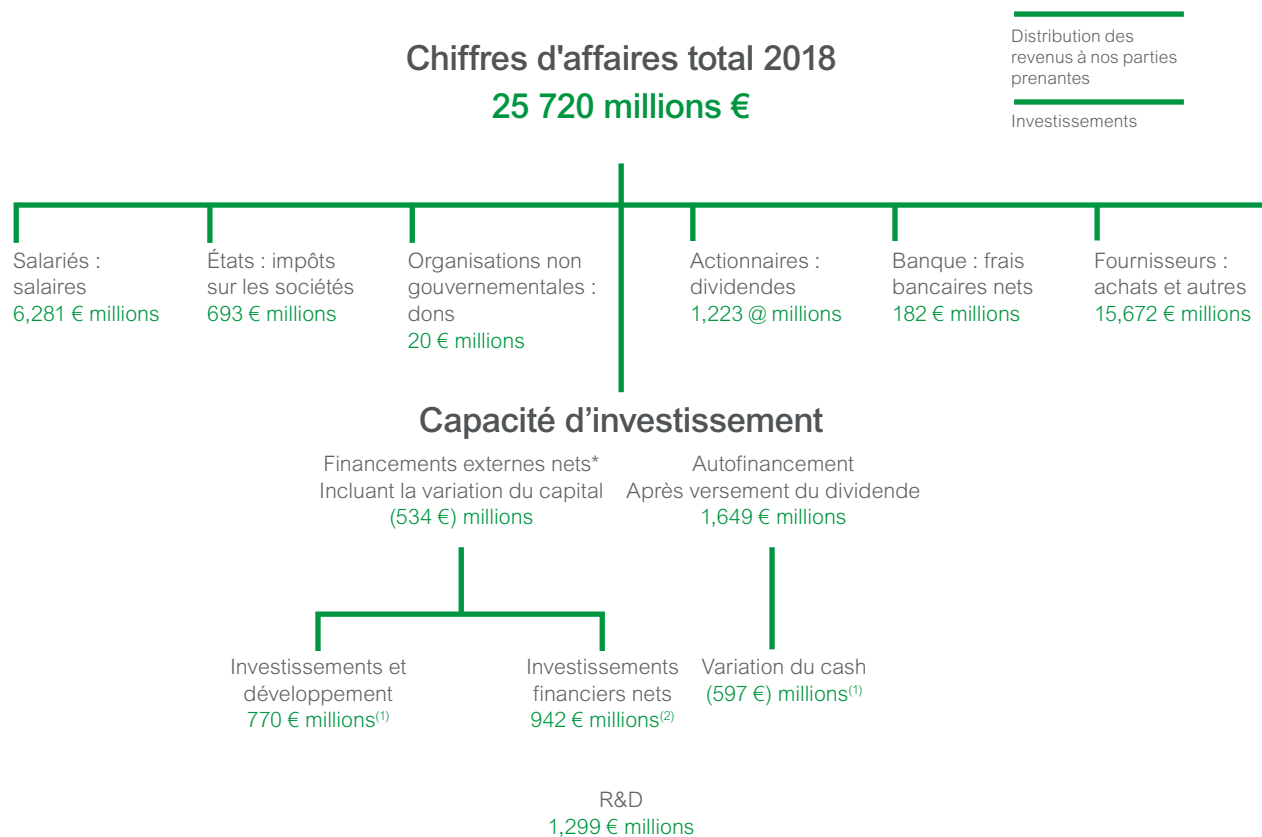 Chiffres d'affaires total 2018
25 720 millions €
Distribution des
revenus à nos parties
prenantes
Investissements
Salariés :
salaires
6,281 € millions
États : impôts
sur les sociétés
693 € millions
Organisations non
gouvernementales :
dons
20 € millions
Actionnaires :
dividendes
1,223 @ millions
Banque : frais
bancaires nets
182 € millions
Fournisseurs :
achats et autres
15,672 € millions
Capacité d’investissement
Financements externes nets*
Incluant la variation du capital
(534 €) millions
Autofinancement
Après versement du dividende
1,649 € millions
Investissements et
développement
770 € millions(1)
Investissements
financiers nets
942 € millions(2)
Variation du cash
(597 €) millions(1)
R&D
1,299 € millions